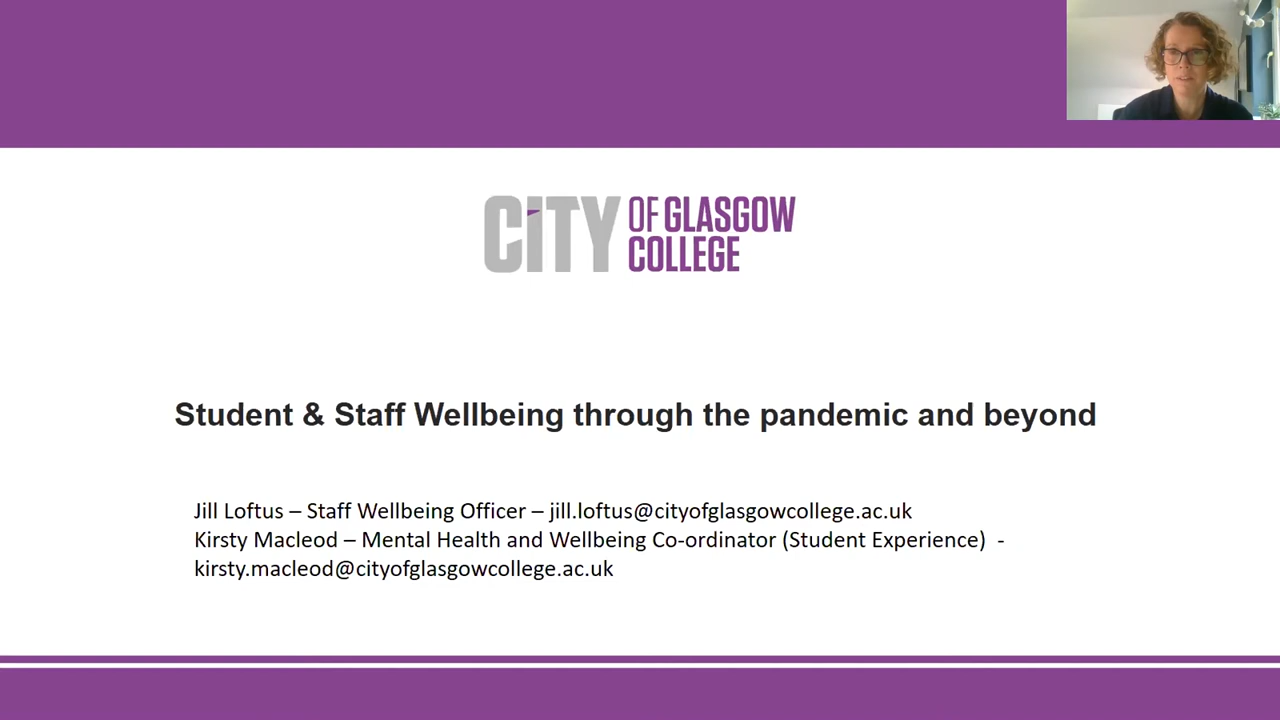 CITY OF GLASGOW
COLLEGE
Student & Staff Wellbeing through the pandemic and beyond
Jill Loftus – Staff Wellbeing Officer – jill.loftus@cityofglasgowcollege.ac.uk
Kirsty Macleod – Mental Health and Wellbeing Co-ordinator (Student Experience) -
kirsty.macleod@cityofglasgowcollege.ac.uk